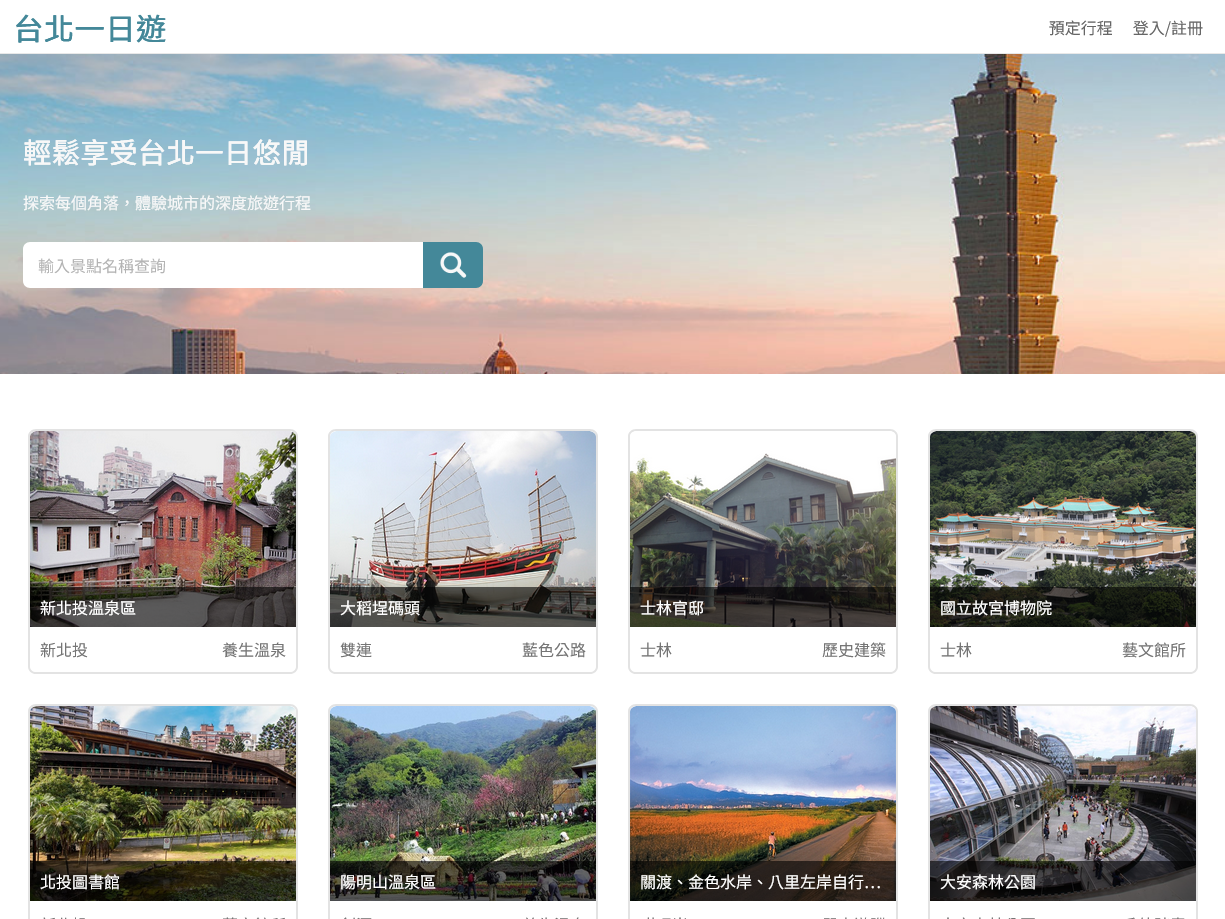 台北一日遊
預定行程 登入/註冊
輕鬆享受台北一日悠閒
探索每個角落，體驗城市的深度旅遊行程
輸入景點名稱查詢
新北投溫泉區
新北投 養生溫泉
大稻埕碼頭
雙連 藍色公路
士林官邸
士林 歷史建築
國立故宮博物院
士林 藝文館所
北投圖書館
陽明山溫泉區
關渡、金色水岸、八里左岸自行…
大安森林公園